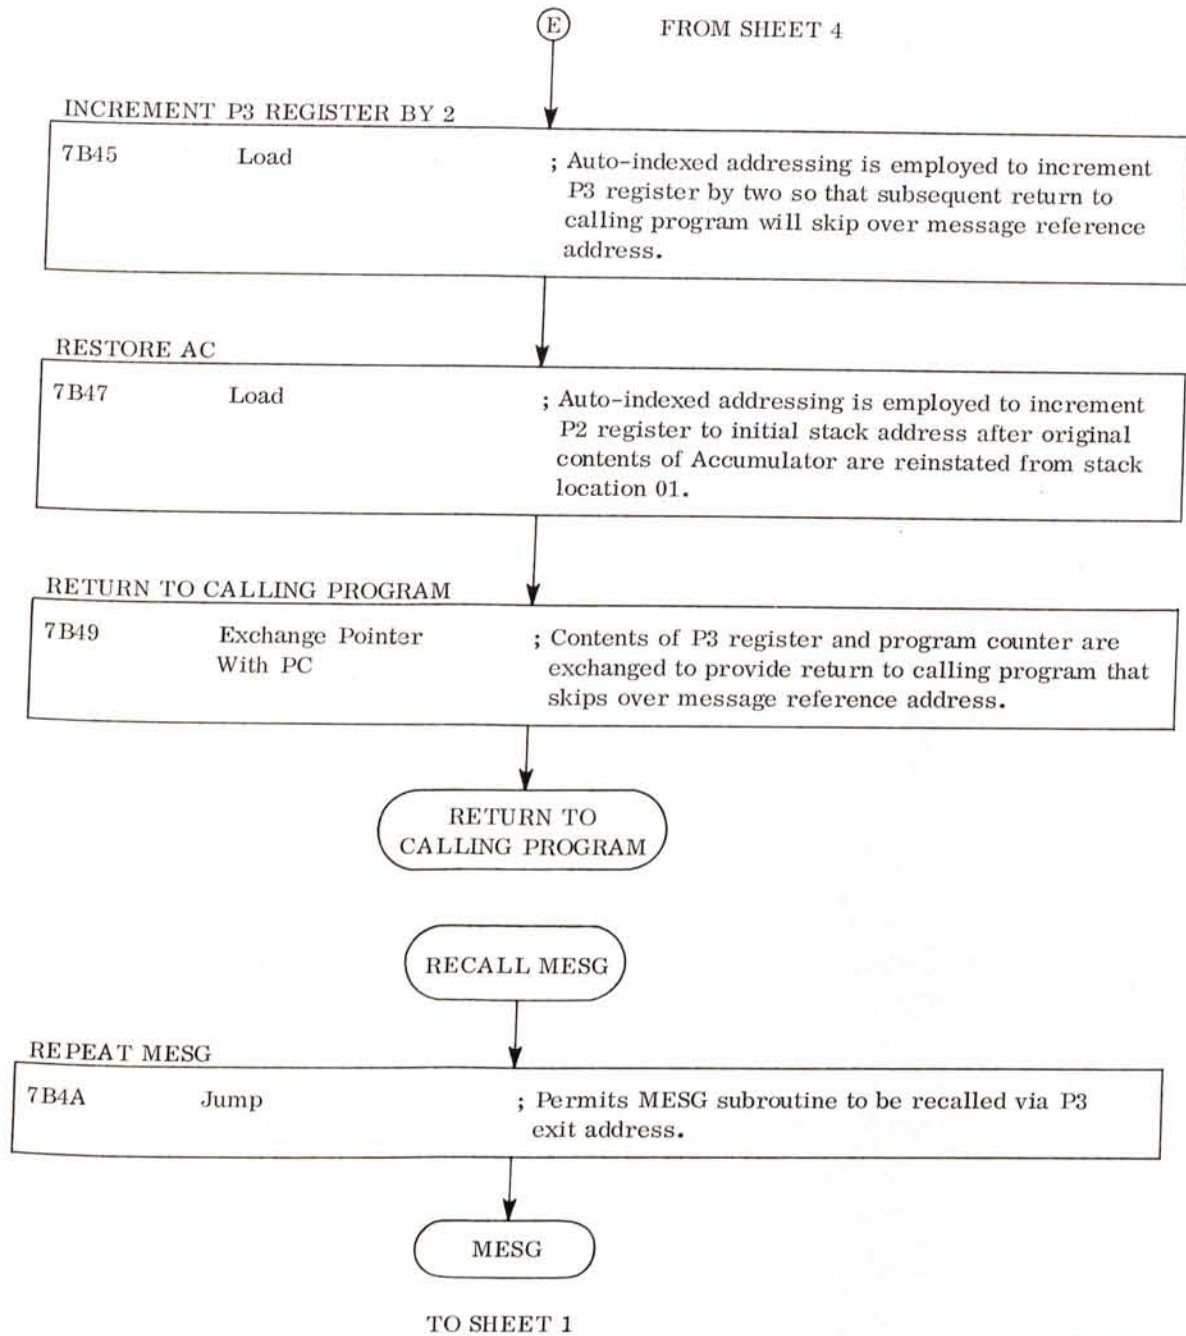 E FROM SHEET 4
INCREMENT P3 REGISTER BY 2
7B45 Load ; Auto-indexed addressing is employed to increment
P3 register by two so that subsequent return to
calling program will skip over message reference
address.
RESTORE AC
7B47 Load ; Auto-indexed addressing is employed to increment
P2 register to initial stack address after original
contents of Accumulator are reinstated from stack
location 01.
RETURN TO CALLING PROGRAM
7B49 Exchange Pointer ; Contents of P3 register and program counter are
With PC exchanged to provide return to calling program that
skips over message reference address.
RETURN TO
CALLING PROGRAM
RECALL MESG
REPEAT MESG
7B4A Jump ; Permits MESG subroutine to be recalled via P3
exit address.
MESG
TO SHEET 1